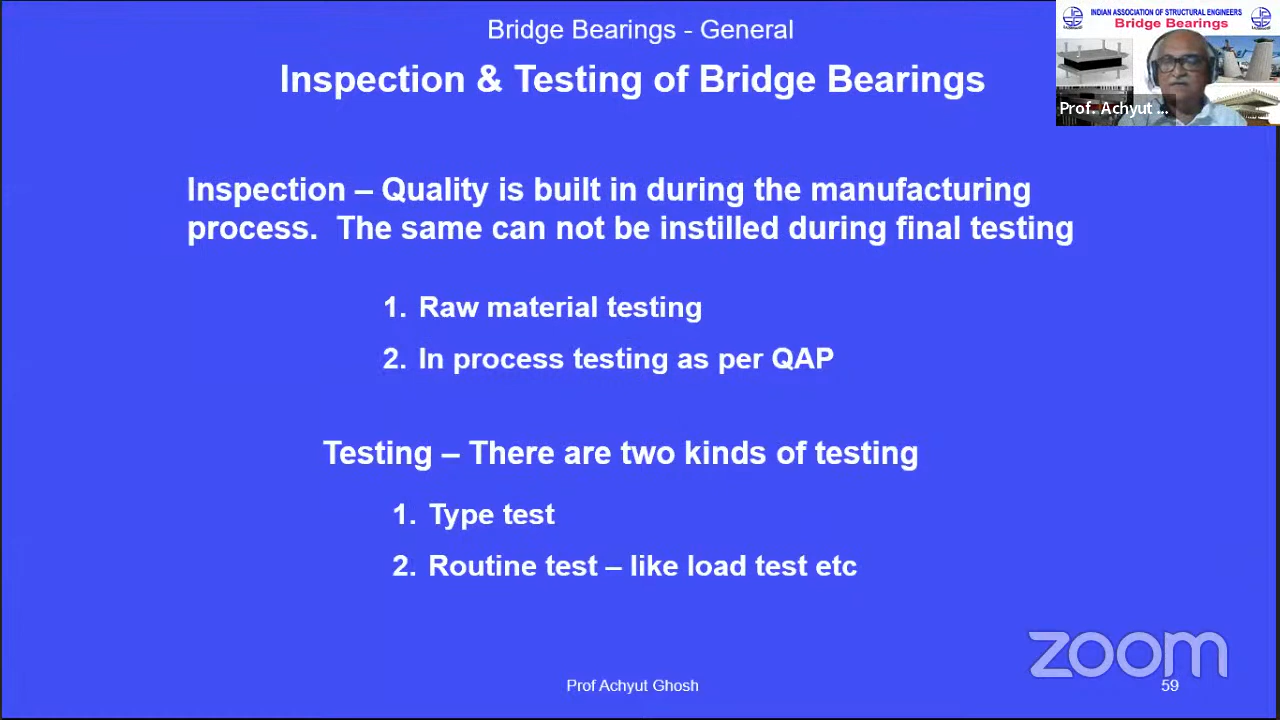 Bridge Bearings - General
Inspection & Testing of Bridge Bearings
INDIAN ASSOCIATION OF STRUCTURAL ENGINEERS
Bridge Bearings
Prof. Achyut ...
Inspection – Quality is built in during the manufacturing
process. The same can not be instilled during final testing
1. Raw material testing
2. In process testing as per QAP
Testing – There are two kinds of testing
1. Type test
2. Routine test – like load test etc
zoom
Prof Achyut Ghosh
59